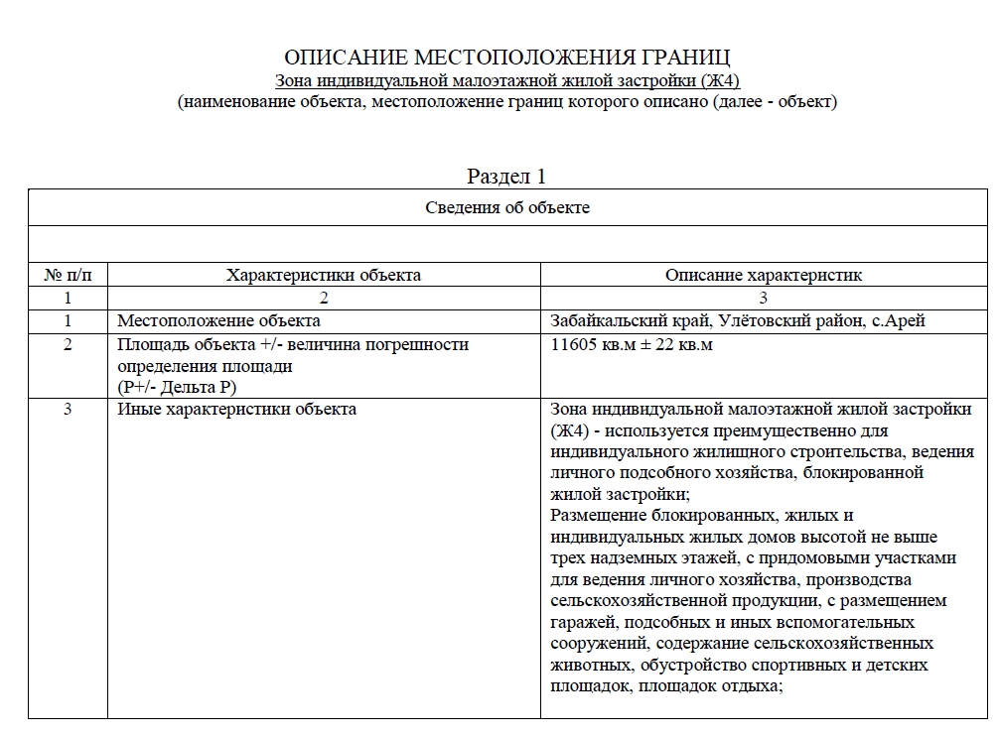 ОПИСАНИЕ МЕСТОПОЛОЖЕНИЯ ГРАНИЦ
Зона индивидуальной малоэтажной жилой застройки (Ж4)
(наименование объекта, местоположение границ которого описано (далее - объект)
Раздел 1
Сведения об объекте
№ п/п Характеристики объекта Описание характеристик
1 2 3
1 Местоположение объекта Забайкальский край, Улётовский район, с.Арей
2 Площадь объекта +/- величина погрешности 11605 кв.м ± 22 кв.м
определения площади
(Р+/- Дельта Р)
3 Иные характеристики объекта Зона индивидуальной малоэтажной жилой застройки
(Ж4) - используется преимущественно для
индивидуального жилищного строительства, ведения
личного подсобного хозяйства, блокированной
жилой застройки;
Размещение блокированных, жилых и
индивидуальных жилых домов высотой не выше
трех надземных этажей, с придомовыми участками
для ведения личного хозяйства, производства
сельскохозяйственной продукции, с размещением
гаражей, подсобных и иных вспомогательных
сооружений, содержание сельскохозяйственных
животных, обустройство спортивных и детских
площадок, площадок отдыха;